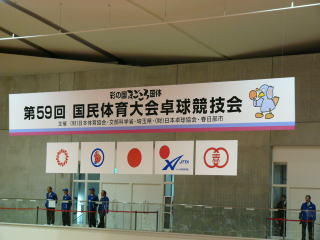 彩の国まごころ国体
第59回 国民体育大会卓球競技会
主催 (財)日本体育協会・文部科学省・埼玉県・(財)日本卓球協会・春日部市